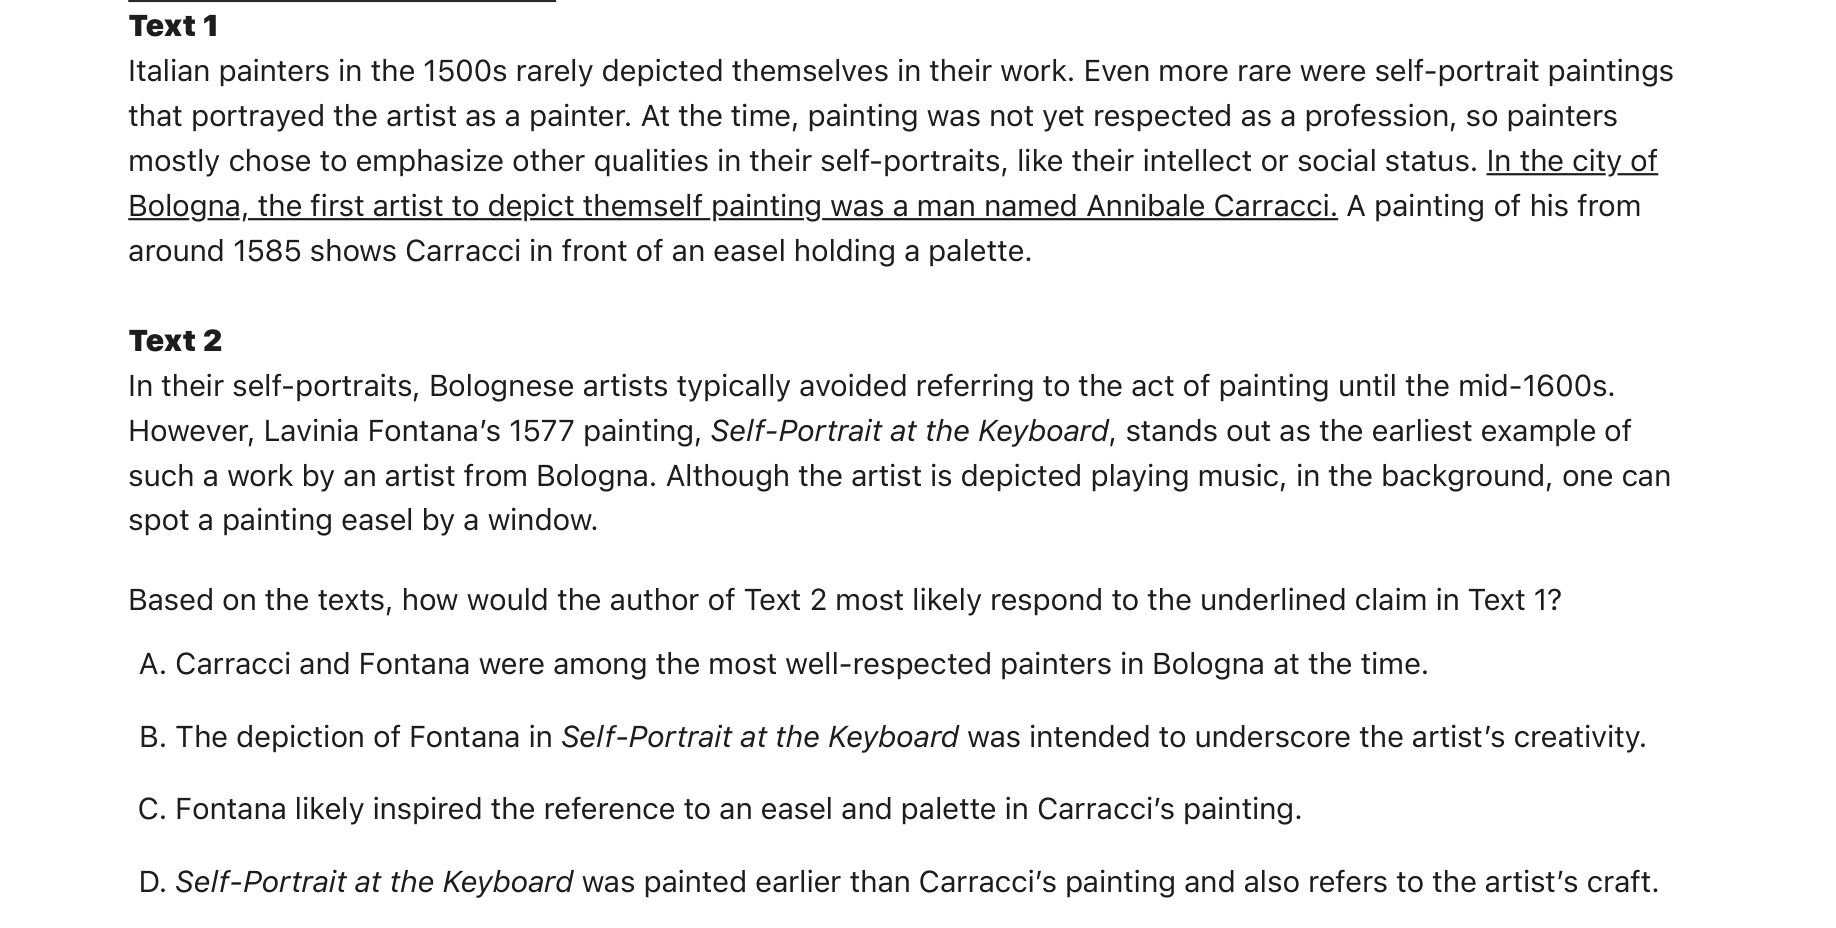 Text 1
Italian painters in the 1500s rarely depicted themselves in their work. Even more rare were self-portrait paintings
that portrayed the artist as a painter. At the time, painting was not yet respected as a profession, so painters
mostly chose to emphasize other qualities in their self-portraits, like their intellect or social status. In the city of
Bologna, the first artist to depict themself painting was a man named Annibale Carracci. A painting of his from
around 1585 shows Carracci in front of an easel holding a palette.
Text 2
In their self-portraits, Bolognese artists typically avoided referring to the act of painting until the mid-1600s.
However, Lavinia Fontana’s 1577 painting, Self-Portrait at the Keyboard, stands out as the earliest example of
such a work by an artist from Bologna. Although the artist is depicted playing music, in the background, one can
spot a painting easel by a window.
Based on the texts, how would the author of Text 2 most likely respond to the underlined claim in Text 1?
A. Carracci and Fontana were among the most well-respected painters in Bologna at the time.
B. The depiction of Fontana in Self-Portrait at the Keyboard was intended to underscore the artist’s creativity.
C. Fontana likely inspired the reference to an easel and palette in Carracci’s painting.
D. Self-Portrait at the Keyboard was painted earlier than Carracci’s painting and also refers to the artist’s craft.